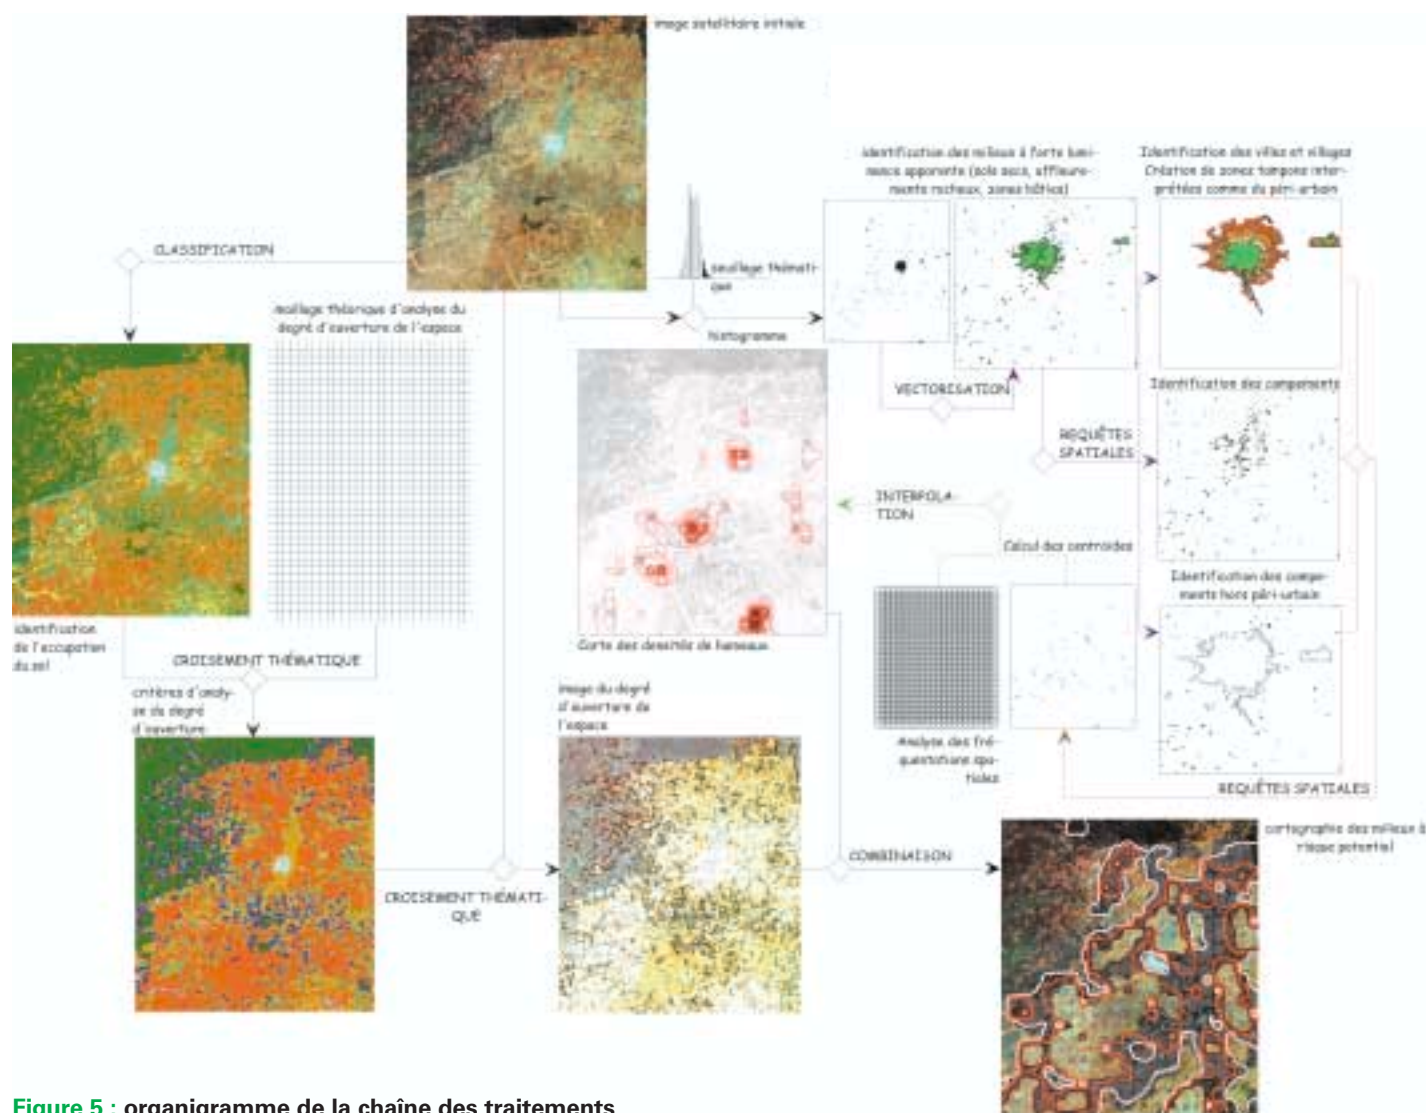 image satellitaire initiale
identification des milieux à forte lumi-
nence apparente (sols secs, affleure-
ments rocheux, zones bâties)
Identification des villes et villages
Création de zones tampons inter-
prétées comme du péri-urbain
CLASSIFICATION
seuillage thémati-
que
histogramme
maillage théorique d'analyse du
degré d'ouverture de l'espace
VECTORISATION
Identification des campements
REQUÊTES
SPATIALES
INTERPOLA-
TION
Calcul des centroïdes
Identification des campe-
ments hors péri-urbain
identification
de l'occupation
du sol
CROISEMENT THÉMATIQUE
Carte des densités de hameaux
critères d'analy-
se du degré
d'ouverture
image du degré
d'ouverture de
l'espace
Analyse des fré-
quentations spa-
tiales
REQUÊTES SPATIALES
CROISEMENT THÉMATI-
QUE
COMBINAISON
cartographie des milieux à
risque potentiel
Figure 5 : organigramme de la chaîne des traitements